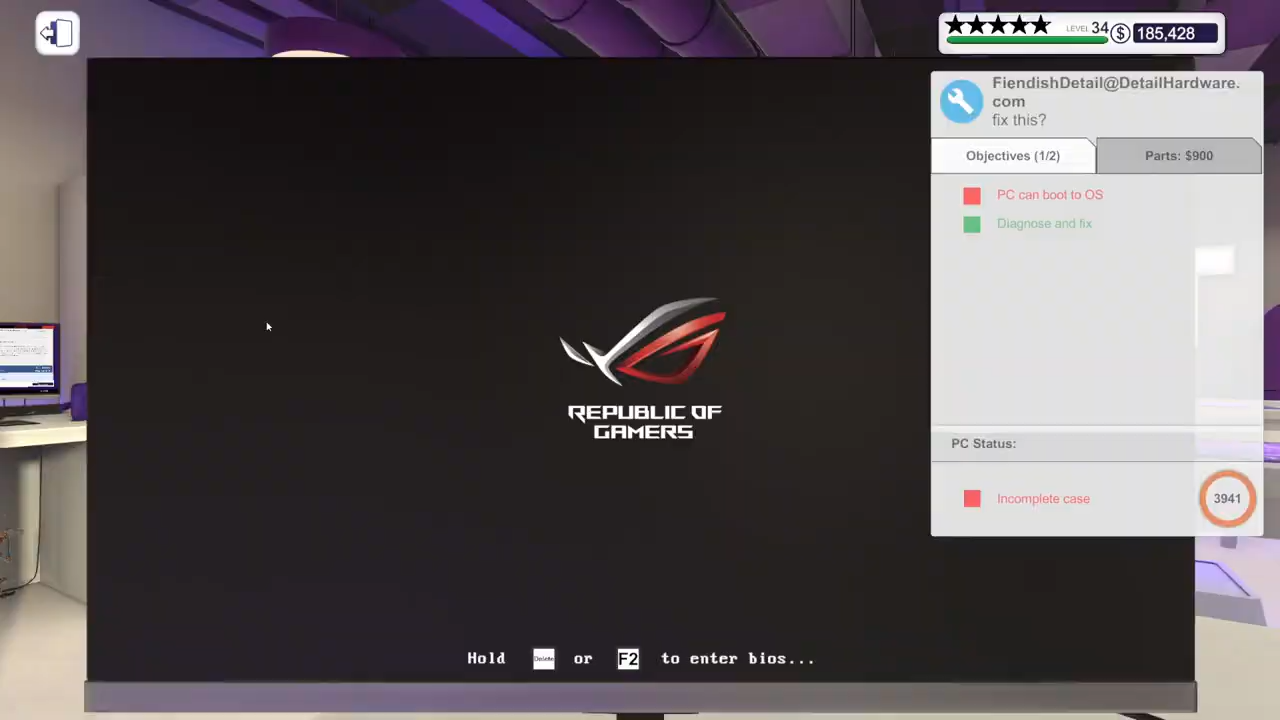 LEVEL 34
$ 185,428
FiendishDetail@DetailHardware.
com
fix this?
Objectives (1/2)
Parts: $900
PC can boot to OS
Diagnose and fix
PC Status:
Incomplete case
3941
REPUBLIC OF
GAMERS
Hold Delete or F2 to enter bios...